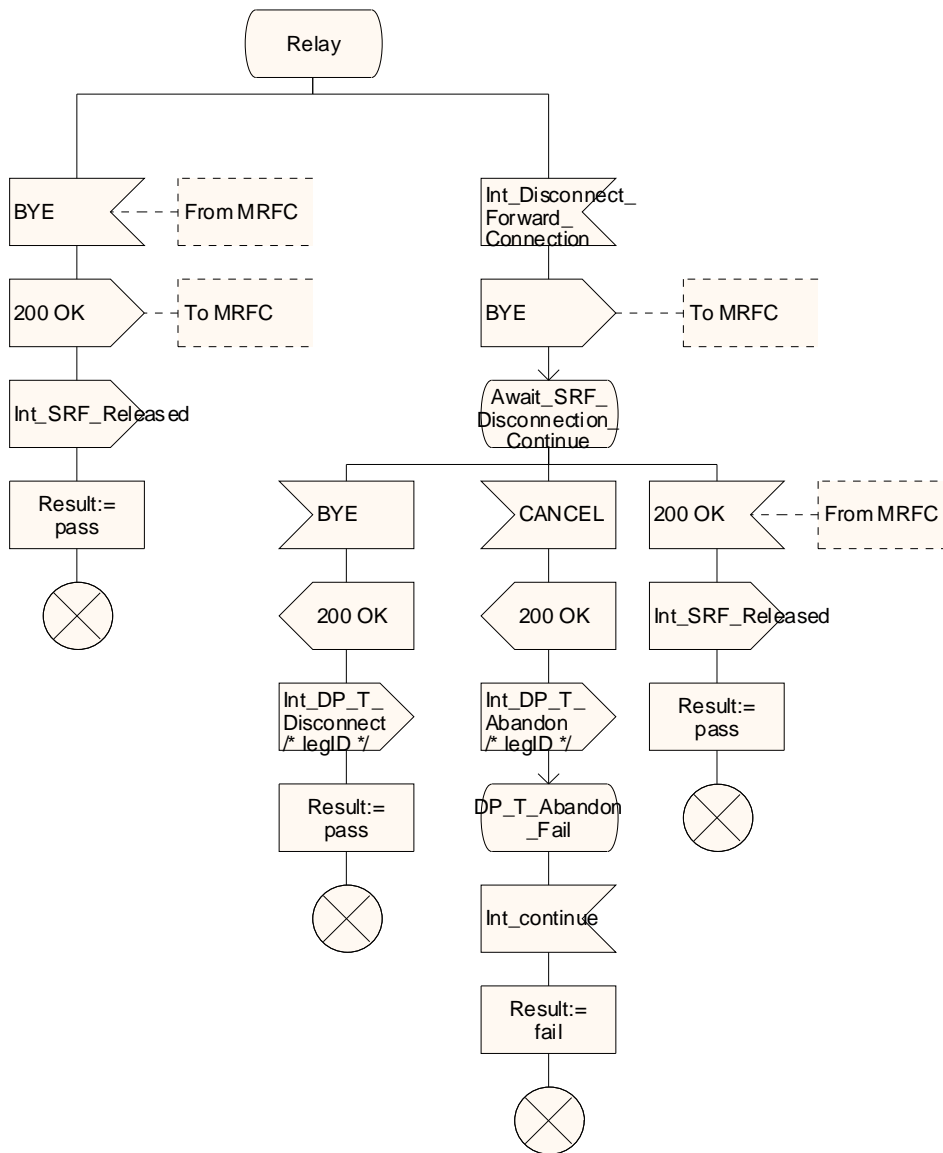 Relay
BYE
From MRFC
200 OK
To MRFC
Int_SRF_Released
Result:=
pass
Int_Disconnect_
Forward_
Connection
BYE
To MRFC
Await_SRF_
Disconnection_
Continue
BYE
200 OK
Int_DP_T_
Disconnect
/* legID */
Result:=
pass
CANCEL
200 OK
Int_DP_T_
Abandon
/* legID */
DP_T_Abandon
_Fail
Int_continue
Result:=
fail
200 OK
From MRFC
Int_SRF_Released
Result:=
pass